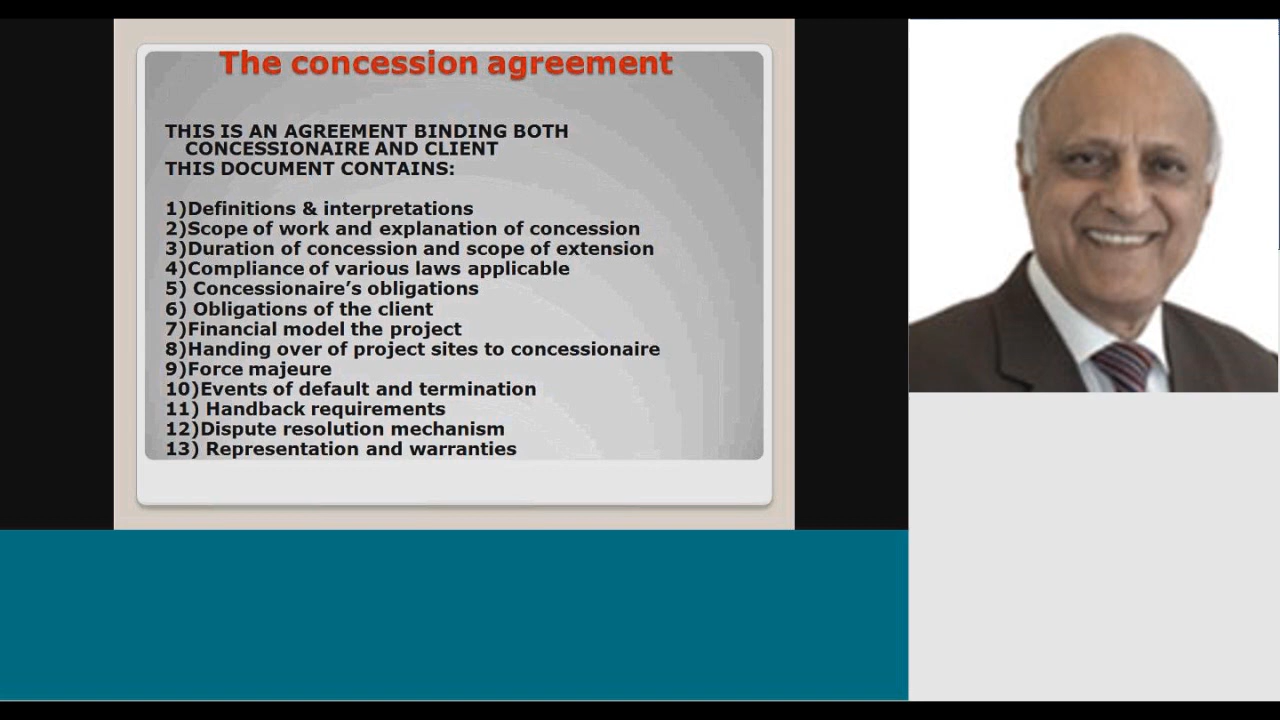 The concession agreement
THIS IS AN AGREEMENT BINDING BOTH
CONCESSIONAIRE AND CLIENT
THIS DOCUMENT CONTAINS:
1)Definitions & interpretations
2)Scope of work and explanation of concession
3)Duration of concession and scope of extension
4)Compliance of various laws applicable
5) Concessionaire’s obligations
6) Obligations of the client
7)Financial model the project
8)Handing over of project sites to concessionaire
9)Force majeure
10)Events of default and termination
11) Handback requirements
12)Dispute resolution mechanism
13) Representation and warranties